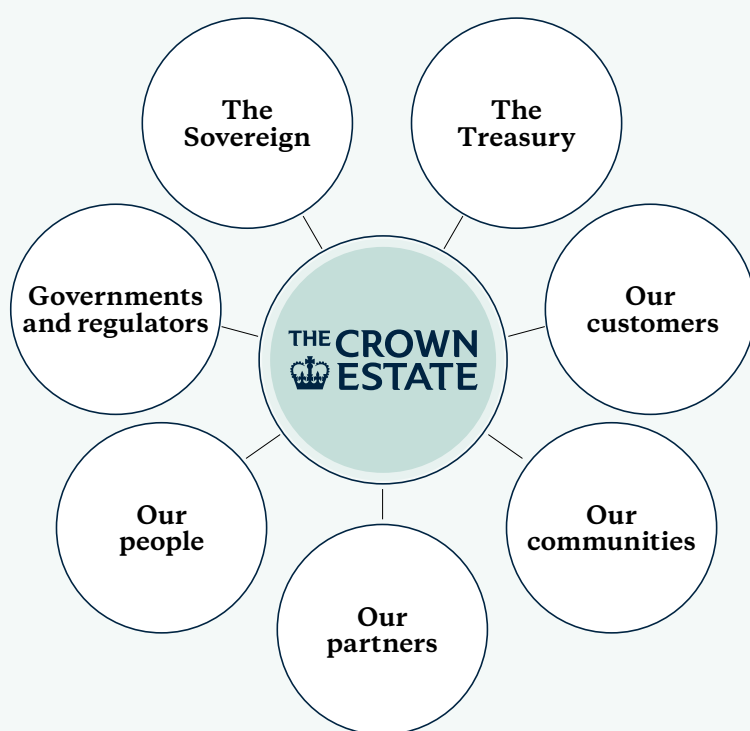 The
Sovereign
The
Treasury
Governments
and regulators
Our
customers
THE CROWN
ESTATE
Our
people
Our
communities
Our
partners